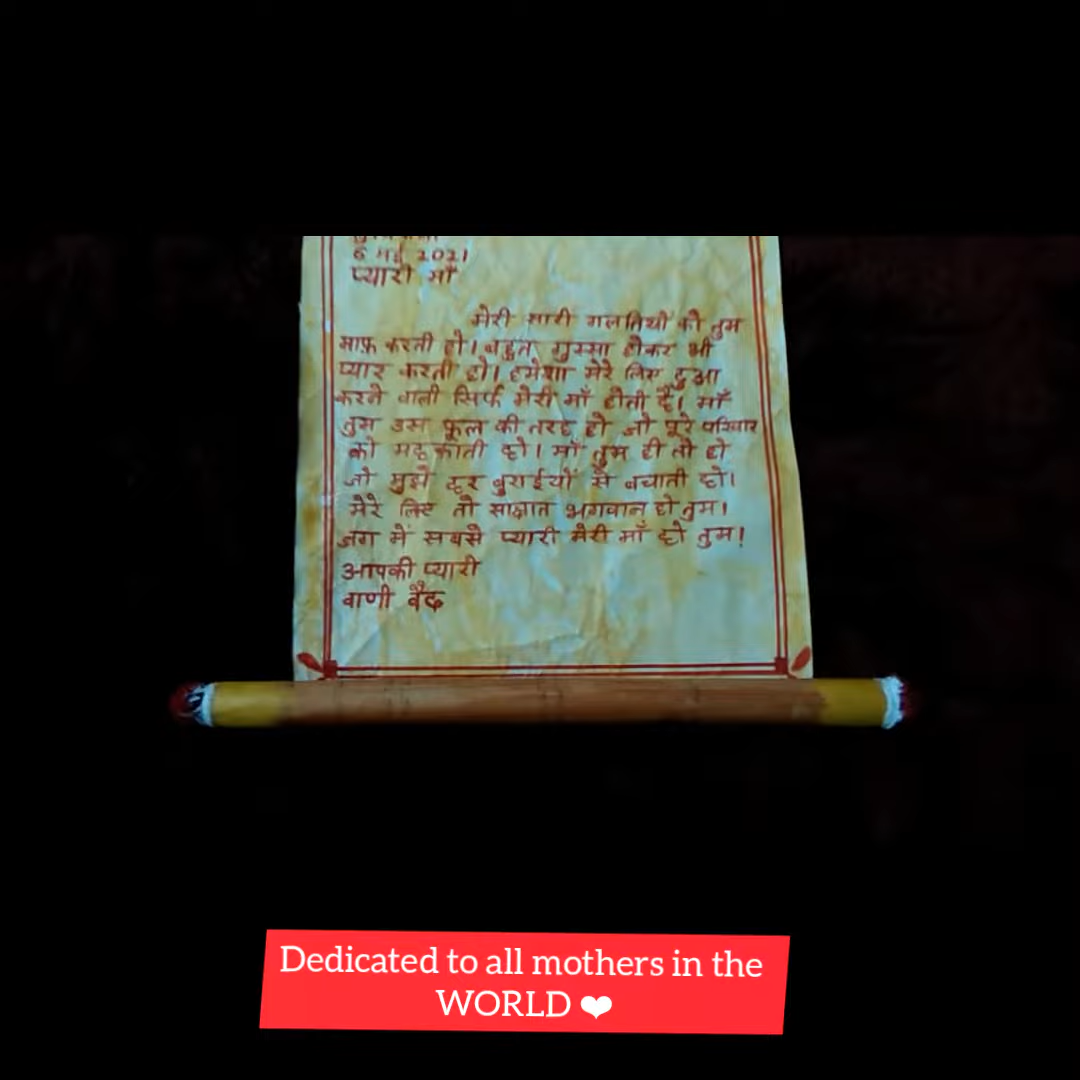 6 मई 2021
प्यारी माँ
मेरी सारी गलतियों को तुम
माफ़ करती हो। बहुत गुस्सा होकर भी
प्यार करती हो। हमेशा मेरे लिए दुआ
करने वाली सिर्फ मेरी माँ होती है। माँ
तुम उस फूल की तरह हो जो पूरे परिवार
को महकाती हो। माँ तुम ही तो हो
जो मुझे हर बुराईयों से बचाती हो।
मेरे लिए तो साक्षात भगवान हो तुम।
जग में सबसे प्यारी मेरी माँ हो तुम!
आपकी प्यारी
वाणी वैद
Dedicated to all mothers in the
WORLD ❤